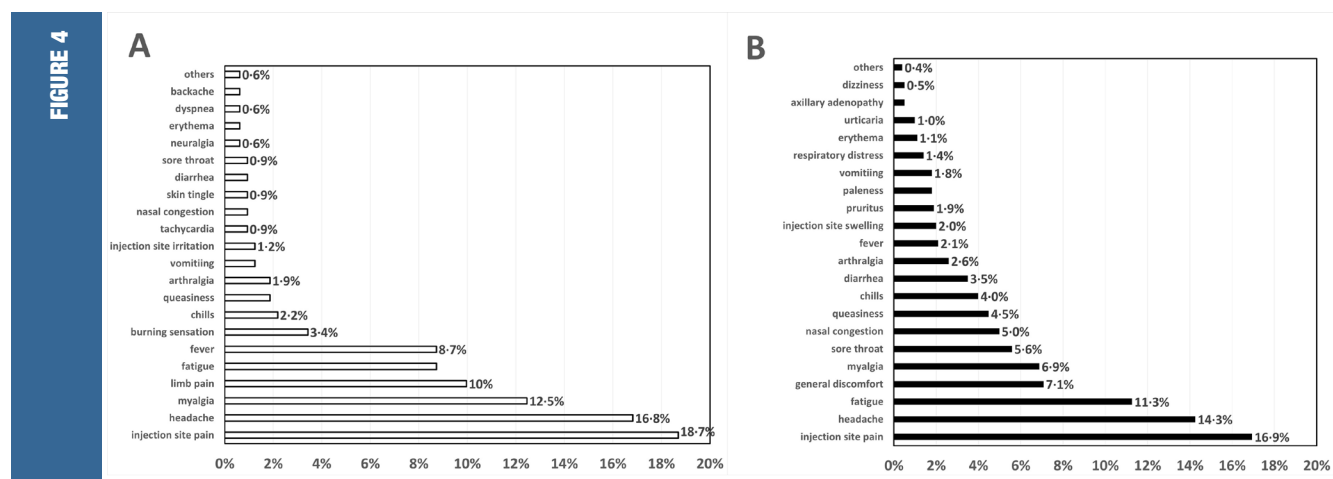 FIGURE 4
A
others 0·6%
backache
dyspnea 0·6%
erythema
neuralgia 0·6%
sore throat 0·9%
diarrhea
skin tingle 0·9%
nasal congestion
tachycardia 0·9%
injection site irritation 1·2%
vomitiing
arthralgia 1·9%
queasiness
chills 2·2%
burning sensation 3·4%
fever 8·7%
fatigue
limb pain 10%
myalgia 12·5%
headache 16·8%
injection site pain 18·7%
0% 2% 4% 6% 8% 10% 12% 14% 16% 18% 20%
B
others 0·4%
dizziness 0·5%
axillary adenopathy
urticaria 1·0%
erythema 1·1%
respiratory distress 1·4%
vomitiing 1·8%
paleness
pruritus 1·9%
injection site swelling 2·0%
fever 2·1%
arthralgia 2·6%
diarrhea 3·5%
chills 4·0%
queasiness 4·5%
nasal congestion 5·0%
sore throat 5·6%
myalgia 6·9%
general discomfort 7·1%
fatigue 11·3%
headache 14·3%
injection site pain 16·9%
0% 2% 4% 6% 8% 10% 12% 14% 16% 18% 20%